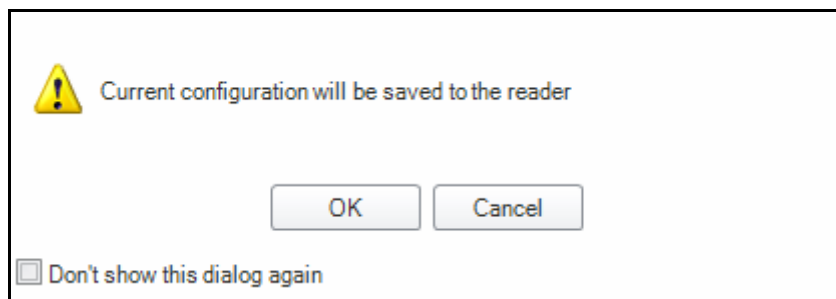 Current configuration will be saved to the reader
OK Cancel
Don't show this dialog again